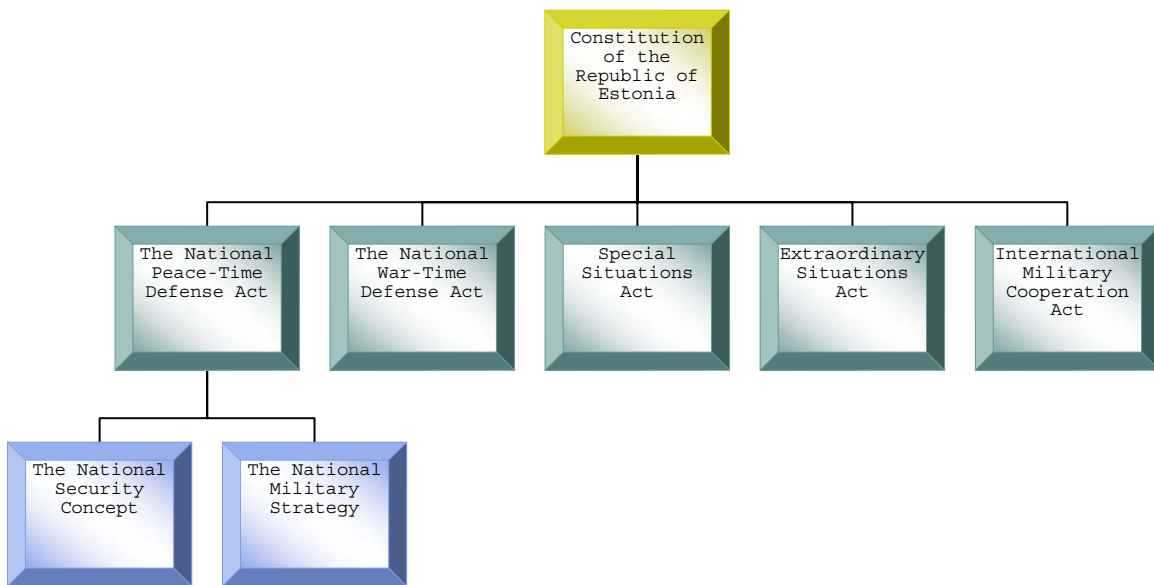 Constitution
of the
Republic of
Estonia
The National
Peace-Time
Defense Act
The National
War-Time
Defense Act
Special
Situations
Act
Extraordinary
Situations
Act
International
Military
Cooperation
Act
The National
Security
Concept
The National
Military
Strategy